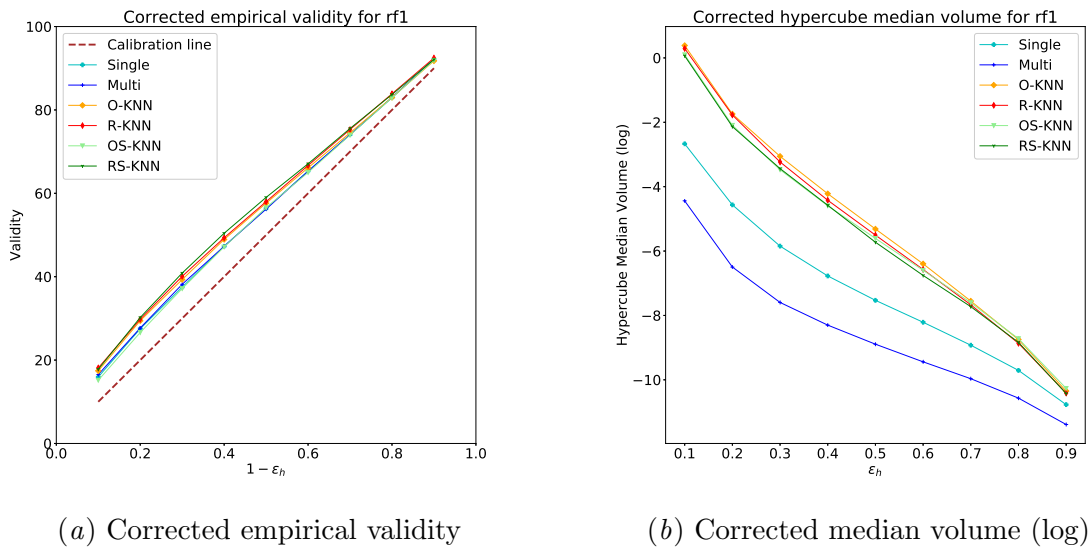 Corrected empirical validity for rf1
100
80
60
40
20
0
Validity
Calibration line
Single
Multi
O-KNN
R-KNN
OS-KNN
RS-KNN
0.0 0.2 0.4 0.6 0.8 1.0
1 − εh
(a) Corrected empirical validity
Corrected hypercube median volume for rf1
0
−2
−4
−6
−8
−10
Hypercube Median Volume (log)
Single
Multi
O-KNN
R-KNN
OS-KNN
RS-KNN
0.1 0.2 0.3 0.4 0.5 0.6 0.7 0.8 0.9
εh
(b) Corrected median volume (log)